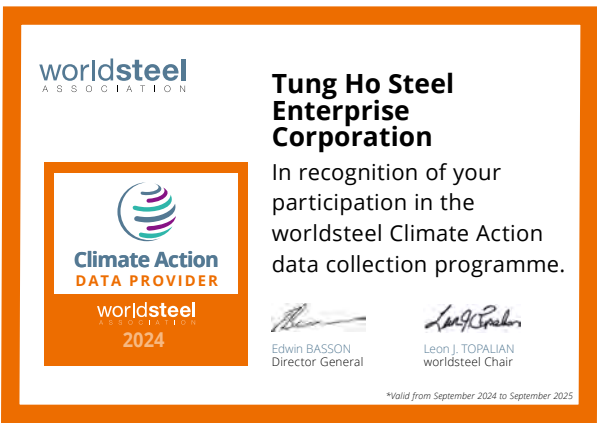 worldsteel
ASSOCIATION
Tung Ho Steel
Enterprise
Corporation
In recognition of your
participation in the
worldsteel Climate Action
data collection programme.
Climate Action
DATA PROVIDER
worldsteel
ASSOCIATION
2024
Edwin BASSON
Director General
Leon J. TOPALIAN
worldsteel Chair
*Valid from September 2024 to September 2025